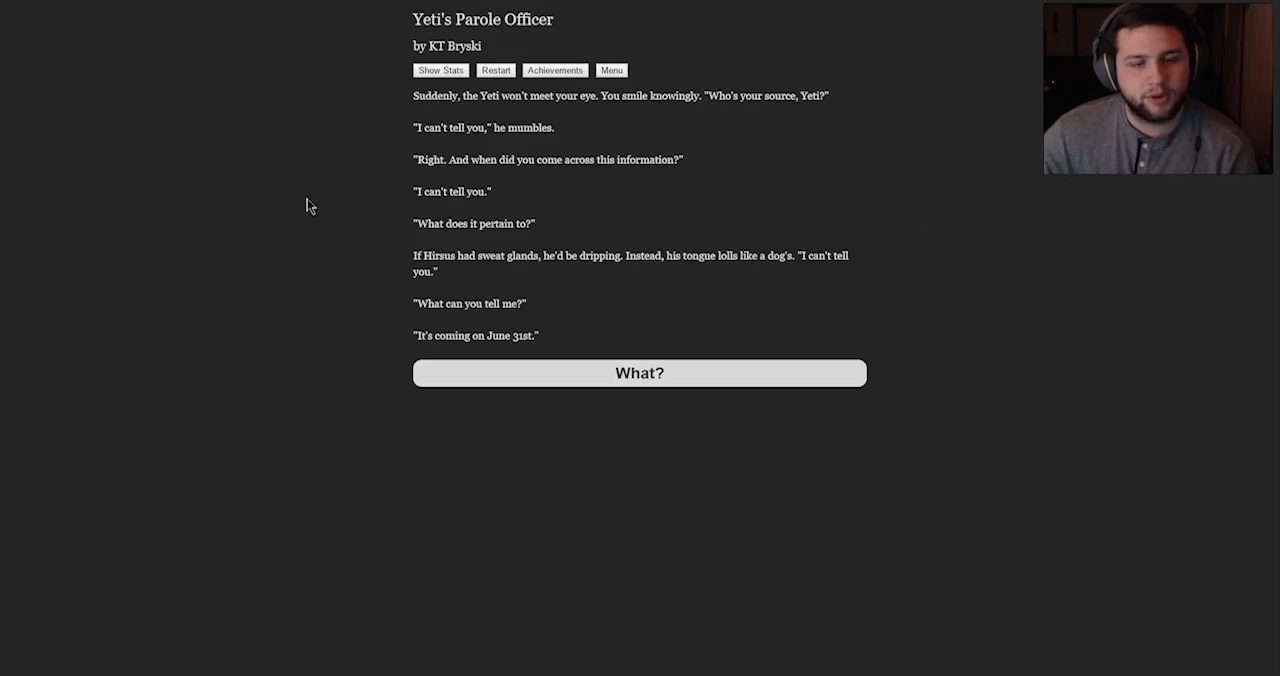 Yeti's Parole Officer
by KT Bryski
Show Stats Restart Achievements Menu
Suddenly, the Yeti won't meet your eye. You smile knowingly. "Who's your source, Yeti?"
"I can't tell you," he mumbles.
"Right. And when did you come across this information?"
"I can't tell you."
"What does it pertain to?"
If Hirsus had sweat glands, he'd be dripping. Instead, his tongue lolls like a dog's. "I can't tell
you."
"What can you tell me?"
"It's coming on June 31st."
What?